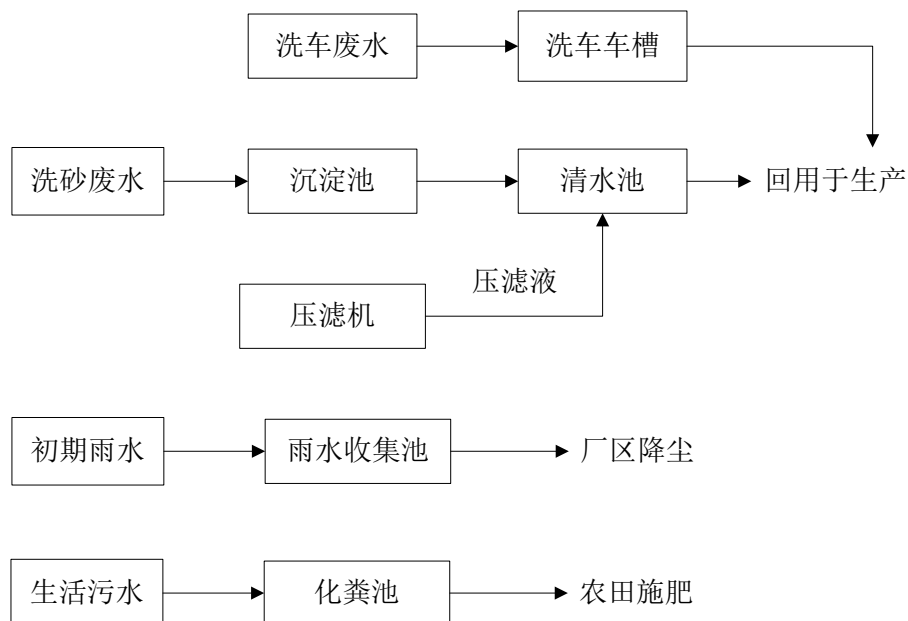 洗车废水
洗车车槽
洗砂废水
沉淀池
清水池
回用于生产
压滤液
压滤机
初期雨水
雨水收集池
厂区降尘
生活污水
化粪池
农田施肥